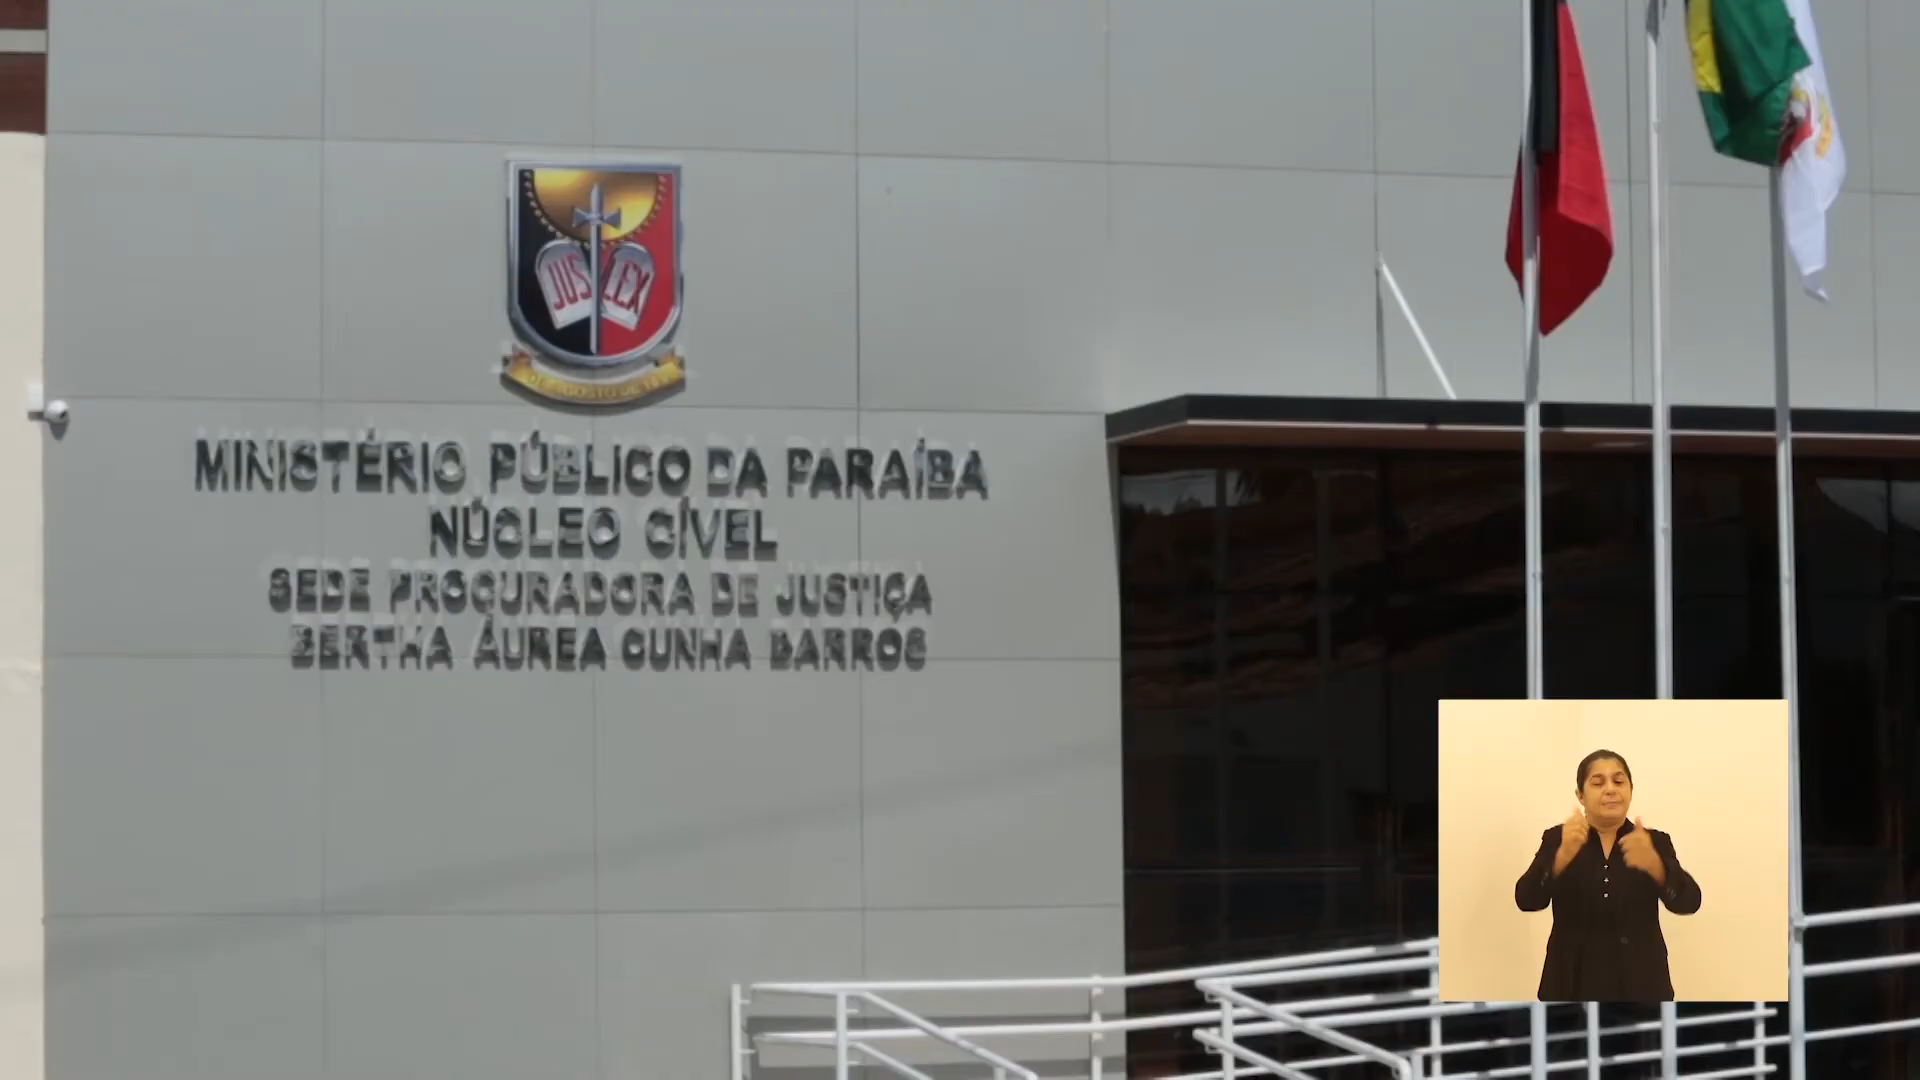 JUS LEX
MINISTÉRIO PÚBLICO DA PARAÍBA
NÚCLEO CÍVEL
SEDE PROCURADORA DE JUSTIÇA
BERTHA ÁUREA CUNHA BARROS